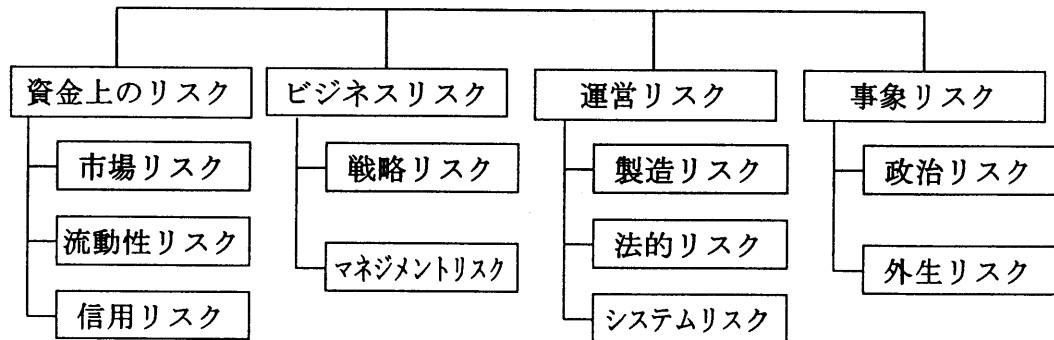 資金上のリスク
市場リスク
流動性リスク
信用リスク
ビジネスリスク
戦略リスク
マネジメントリスク
運営リスク
製造リスク
法的リスク
システムリスク
事象リスク
政治リスク
外生リスク